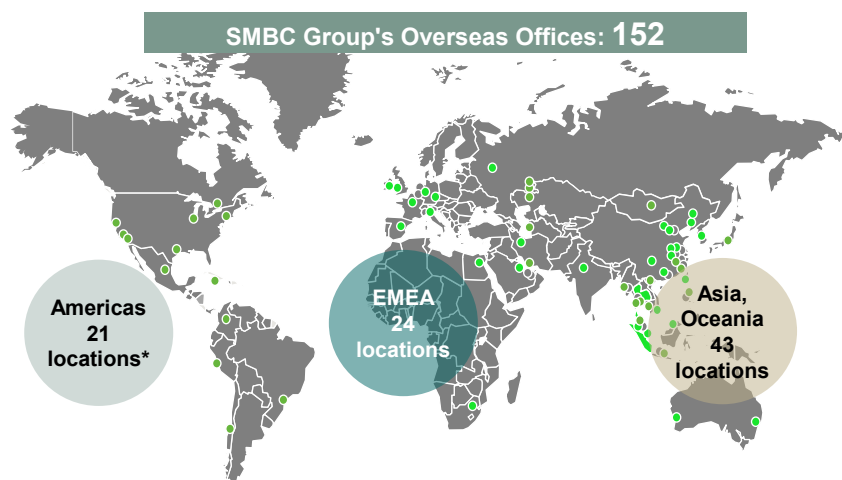 SMBC Group's Overseas Offices: 152
Americas
21
locations*
EMEA
24
locations
Asia,
Oceania
43
locations